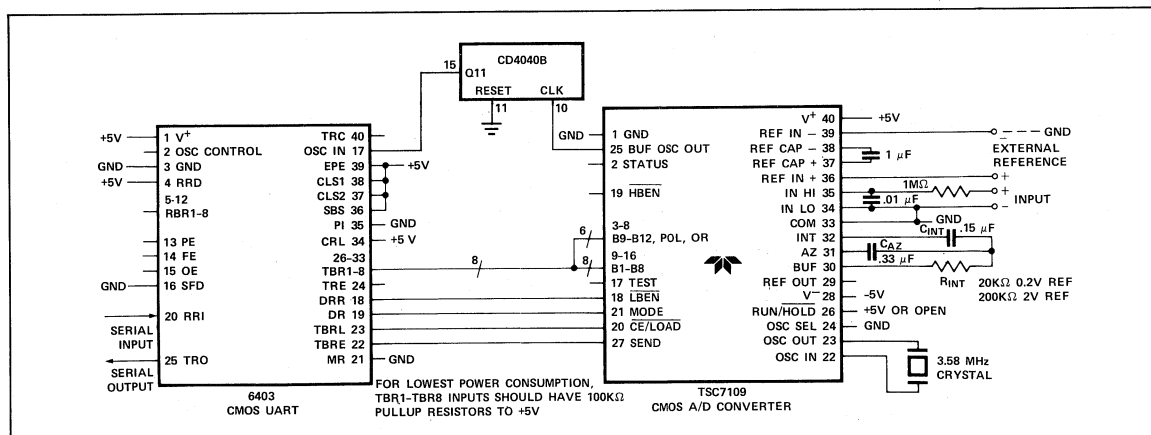 CD4040B
15
Q11
RESET
CLK
11
10
+5V
1 V+
2 OSC CONTROL
GND
3 GND
+5V
4 RRD
5-12
RBR1-8
13 PE
14 FE
15 OE
GND
16 SFD
20 RRI
SERIAL
INPUT
25 TRO
SERIAL
OUTPUT
TRC 40
OSC IN 17
EPE 39
+5V
CLS1 38
CLS2 37
SBS 36
PI 35
GND
CRL 34
+5 V
26-33
TBR1-8
8
TRE 24
DRR 18
DR 19
TBRL 23
TBRE 22
MR 21
GND
6403
CMOS UART
FOR LOWEST POWER CONSUMPTION,
TBR1-TBR8 INPUTS SHOULD HAVE 100KΩ
PULLUP RESISTORS TO +5V
GND
1 GND
25 BUF OSC OUT
2 STATUS
19 HBEN
3-8
6
B9-B12, POL, OR
9-16
8
B1-B8
17 TEST
18 LBEN
21 MODE
20 CE/LOAD
27 SEND
V+ 40
+5V
REF IN - 39
- GND
EXTERNAL
REFERENCE
REF CAP - 38
REF CAP + 37
1 μF
REF IN + 36
+
IN HI 35
1MΩ
+
.01 μF
INPUT
IN LO 34
-
COM 33
GND
INT 32
CINT
.15 μF
AZ 31
CAZ
.33 μF
BUF 30
RINT
REF OUT 29
20KΩ 0.2V REF
200KΩ 2V REF
V- 28
-5V
RUN/HOLD 26
+5V OR OPEN
OSC SEL 24
GND
OSC OUT 23
OSC IN 22
3.58 MHz
CRYSTAL
TSC7109
CMOS A/D CONVERTER